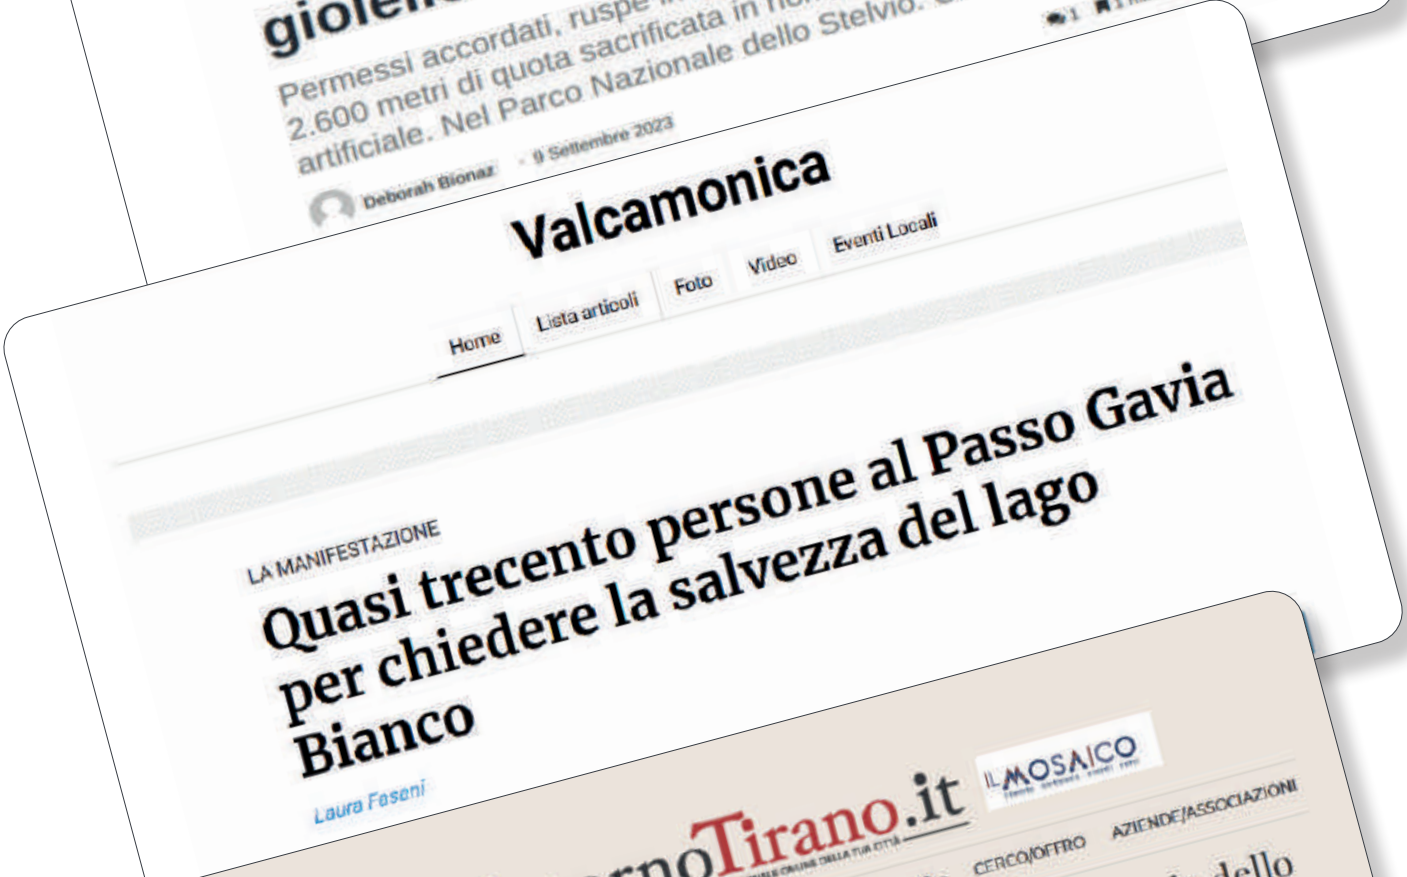 Permessi accordati, ruspe
2.600 metri di quota sacrificata in
artificiale. Nel Parco Nazionale dello Stelvio.
1
Deborah Bionaz · 9 Settembre 2023
Valcamonica
Home Lista articoli Foto Video Eventi Locali
LA MANIFESTAZIONE
Quasi trecento persone al Passo Gavia
per chiedere la salvezza del lago
Bianco
Laura Faseni
IL MOSAICO
Tirano.it
CERCO/OFFRO AZIENDE/ASSOCIAZIONI
dello